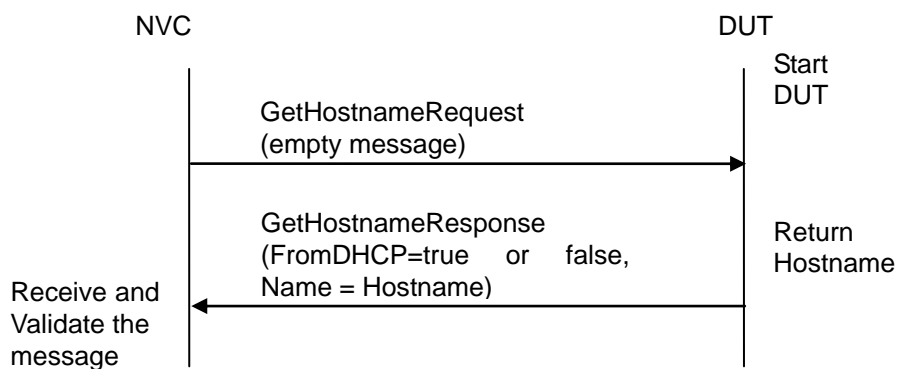 NVC
DUT
Start
DUT
GetHostnameRequest
(empty message)
GetHostnameResponse
(FromDHCP=true or false,
Name = Hostname)
Return
Hostname
Receive and
Validate the
message